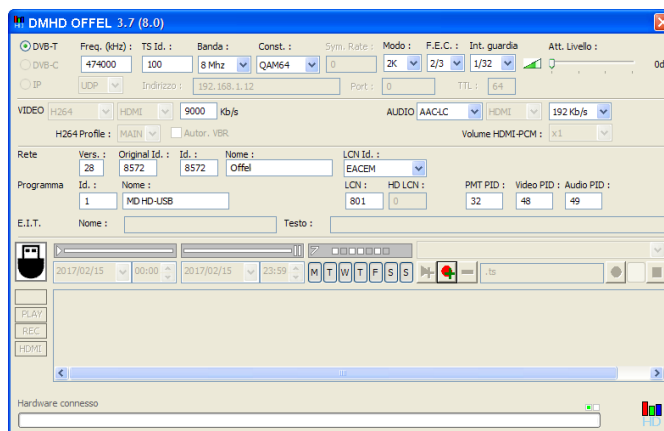 DMHD OFFEL 3.7 (8.0)
DVB-T Freq. (kHz) : TS Id. : Banda : Const. : Sym. Rate : Modo : F.E.C. : Int. guardia Att. Livello :
474000 100 8 Mhz QAM64 0 2K 2/3 1/32 0d
DVB-C
IP UDP Indirizzo : 192.168.1.12 Port : 0 TTL : 64
VIDEO H264 HDMI 9000 Kb/s AUDIO AAC-LC HDMI 192 Kb/s
H264 Profile : MAIN Autor. VBR Volume HDMI-PCM : x1
Rete Vers. : Original Id. : Id. : Nome : LCN Id. :
28 8572 8572 Offel EACEM
Programma Id. : Nome : LCN : HD LCN : PMT PID : Video PID : Audio PID :
1 MD HD-USB 801 0 32 48 49
E.I.T. Nome : Testo :
2017/02/15 00:00 2017/02/15 23:59 M T W T F S S .ts
PLAY
REC
HDMI
Hardware connesso
HD